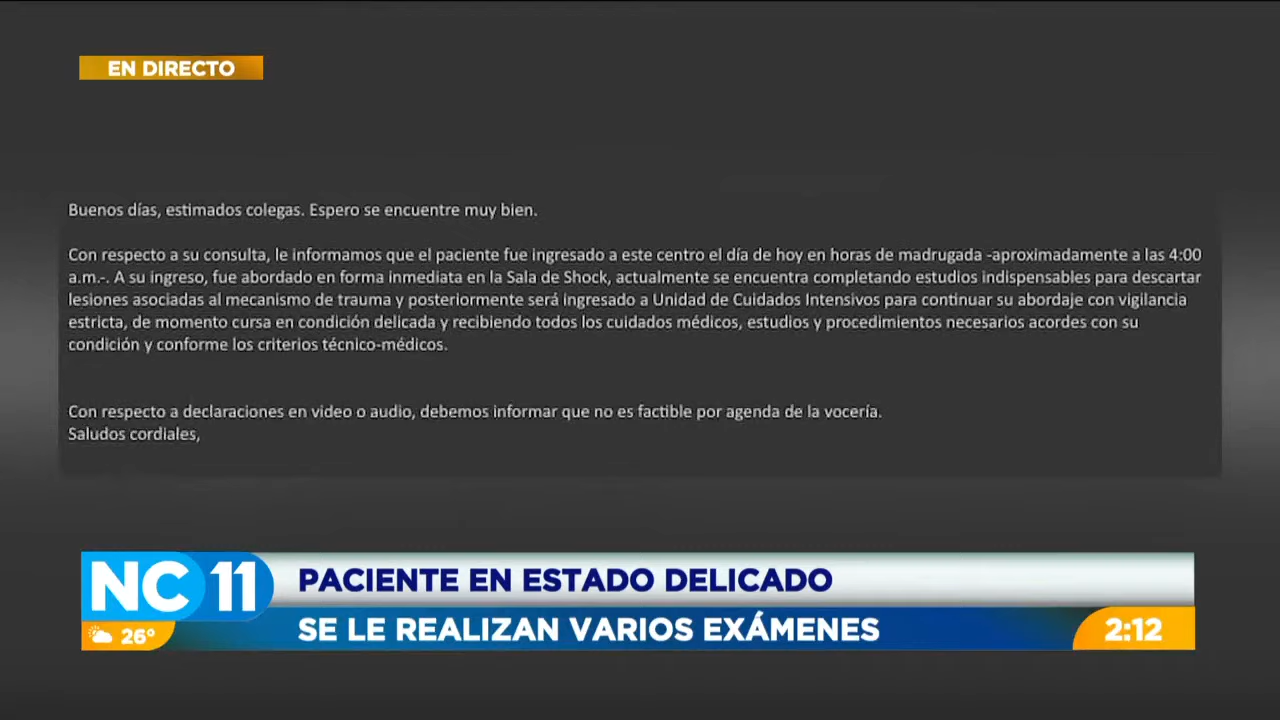 EN DIRECTO
Buenos días, estimados colegas. Espero se encuentre muy bien.
Con respecto a su consulta, le informamos que el paciente fue ingresado a este centro el día de hoy en horas de madrugada -aproximadamente a las 4:00
a.m.-. A su ingreso, fue abordado en forma inmediata en la Sala de Shock, actualmente se encuentra completando estudios indispensables para descartar
lesiones asociadas al mecanismo de trauma y posteriormente será ingresado a Unidad de Cuidados Intensivos para continuar su abordaje con vigilancia
estricta, de momento cursa en condición delicada y recibiendo todos los cuidados médicos, estudios y procedimientos necesarios acordes con su
condición y conforme los criterios técnico-médicos.
Con respecto a declaraciones en video o audio, debemos informar que no es factible por agenda de la vocería.
Saludos cordiales,
NC 11
PACIENTE EN ESTADO DELICADO
26°
SE LE REALIZAN VARIOS EXÁMENES
2:12